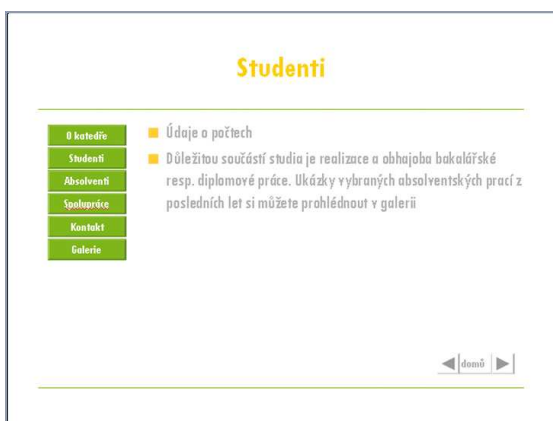 Studenti
O katedře
Studenti
Absolventi
Spolupráce
Kontakt
Galerie
Údaje o počtech
Důležitou součástí studia je realizace a obhajoba bakalářské
resp. diplomové práce. Ukázky vybraných absolventských prací z
posledních let si můžete prohlédnout v galerii
domů